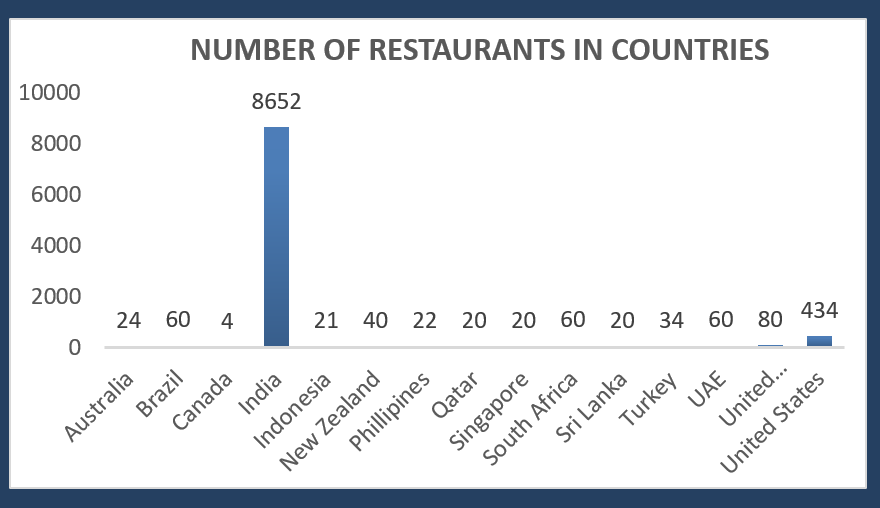 NUMBER OF RESTAURANTS IN COUNTRIES
10000
8000
6000
4000
2000
0
24
60
4
8652
21
40
22
20
20
60
20
34
60
80
434
Australia
Brazil
Canada
India
Indonesia
New Zealand
Phillipines
Qatar
Singapore
South Africa
Sri Lanka
Turkey
UAE
United...
United States